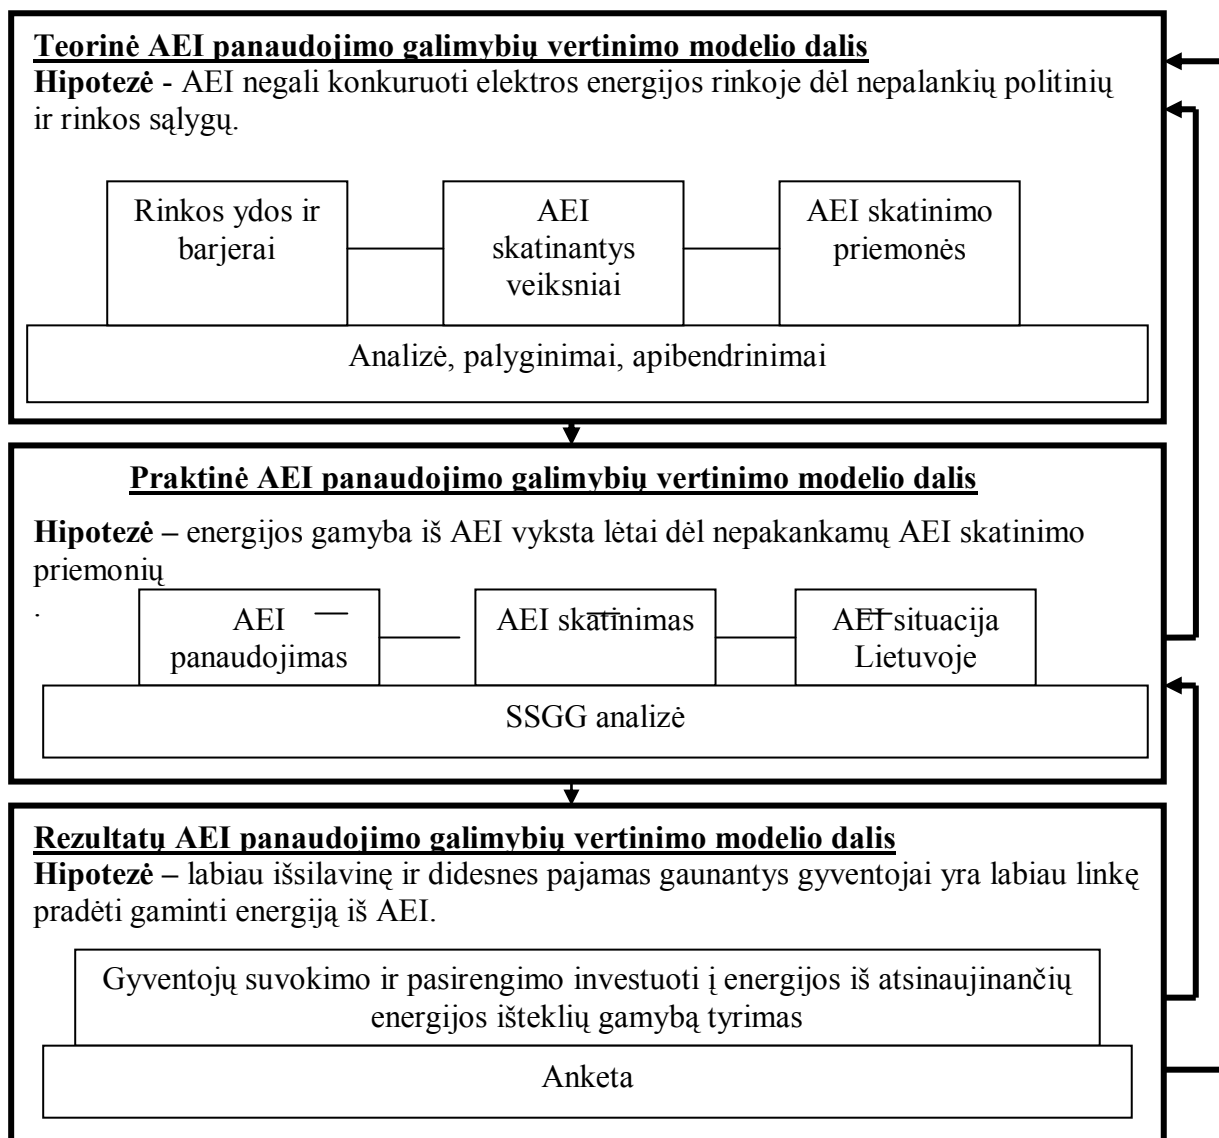 Teorinė AEI panaudojimo galimybių vertinimo modelio dalis
Hipotezė - AEI negali konkuruoti elektros energijos rinkoje dėl nepalankių politinių
ir rinkos sąlygų.
Rinkos ydos ir
barjerai
AEI
skatinantys
veiksniai
AEI skatinimo
priemonės
Analizė, palyginimai, apibendrinimai
Praktinė AEI panaudojimo galimybių vertinimo modelio dalis
Hipotezė – energijos gamyba iš AEI vyksta lėtai dėl nepakankamų AEI skatinimo
priemonių
.
AEI
panaudojimas
AEI skatinimas
AEI situacija
Lietuvoje
SSGG analizė
Rezultatų AEI panaudojimo galimybių vertinimo modelio dalis
Hipotezė – labiau išsilavinę ir didesnes pajamas gaunantys gyventojai yra labiau linkę
pradėti gaminti energiją iš AEI.
Gyventojų suvokimo ir pasirengimo investuoti į energijos iš atsinaujinančių
energijos išteklių gamybą tyrimas
Anketa